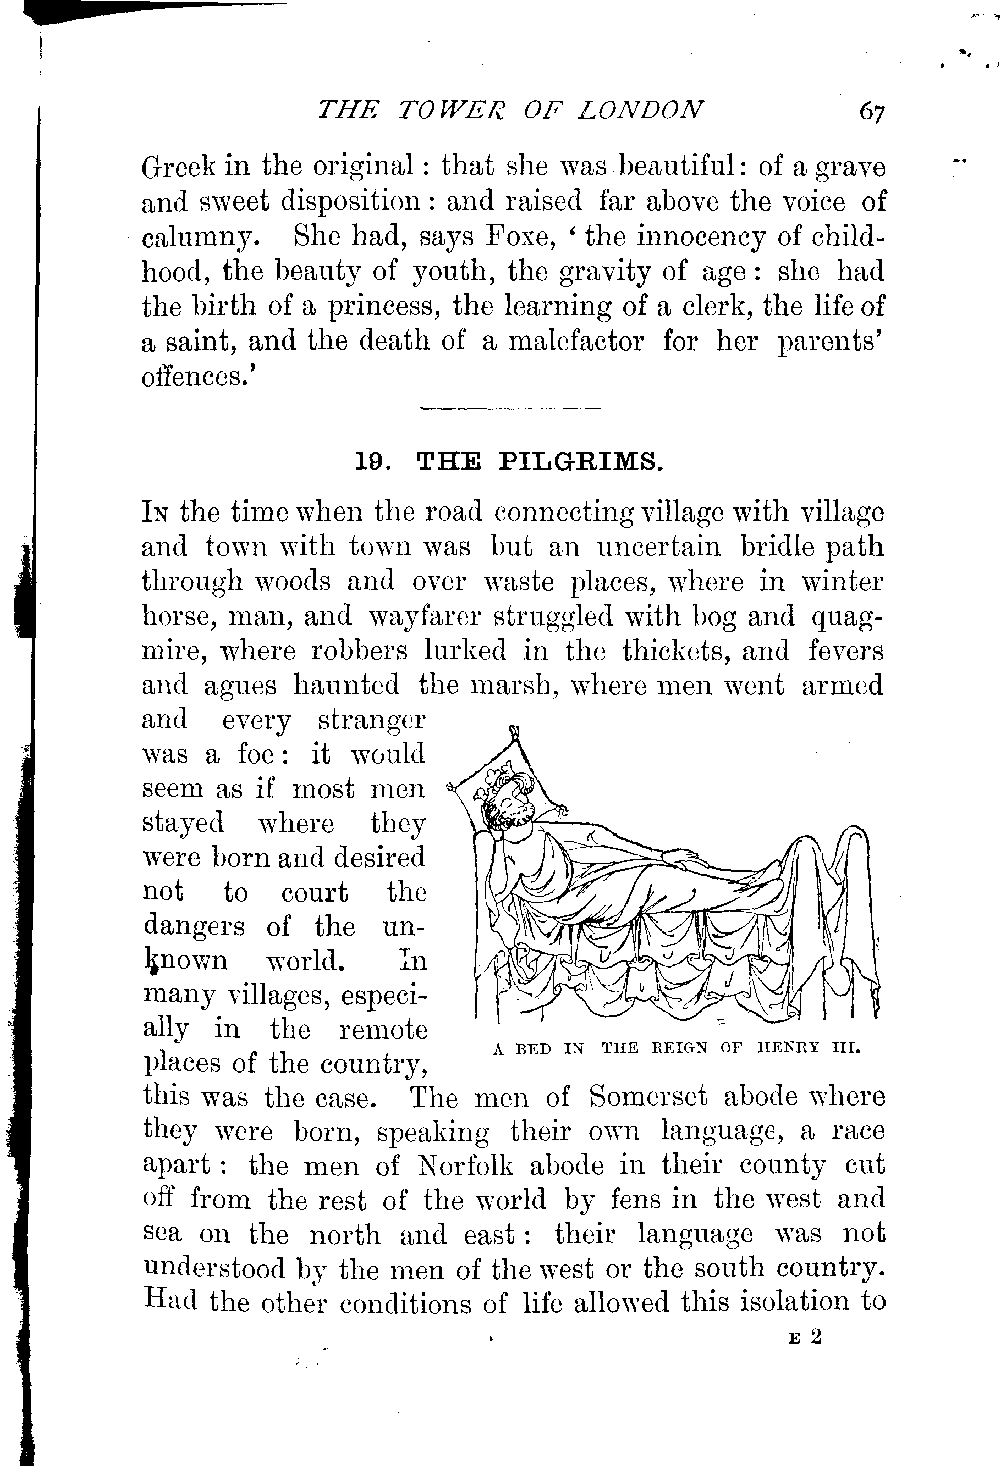 THE TOWER OF LONDON 67
Greek in the original : that she was beautiful : of a grave
and sweet disposition : and raised far above the voice of
calumny. She had, says Foxe, ‘ the innocency of child-
hood, the beauty of youth, the gravity of age : she had
the birth of a princess, the learning of a clerk, the life of
a saint, and the death of a malefactor for her parents’
offences.’
19. THE PILGRIMS.
IN the time when the road connecting village with village
and town with town was but an uncertain bridle path
through woods and over waste places, where in winter
horse, man, and wayfarer struggled with bog and quag-
mire, where robbers lurked in the thickets, and fevers
and agues haunted the marsh, where men went armed
and every stranger
was a foe : it would
seem as if most men
stayed where they
were born and desired
not to court the
dangers of the un-
known world. In
many villages, especi-
ally in the remote
places of the country,
A BED IN THE REIGN OF HENRY III.
this was the case. The men of Somerset abode where
they were born, speaking their own language, a race
apart : the men of Norfolk abode in their county cut
off from the rest of the world by fens in the west and
sea on the north and east : their language was not
understood by the men of the west or the south country.
Had the other conditions of life allowed this isolation to
E 2